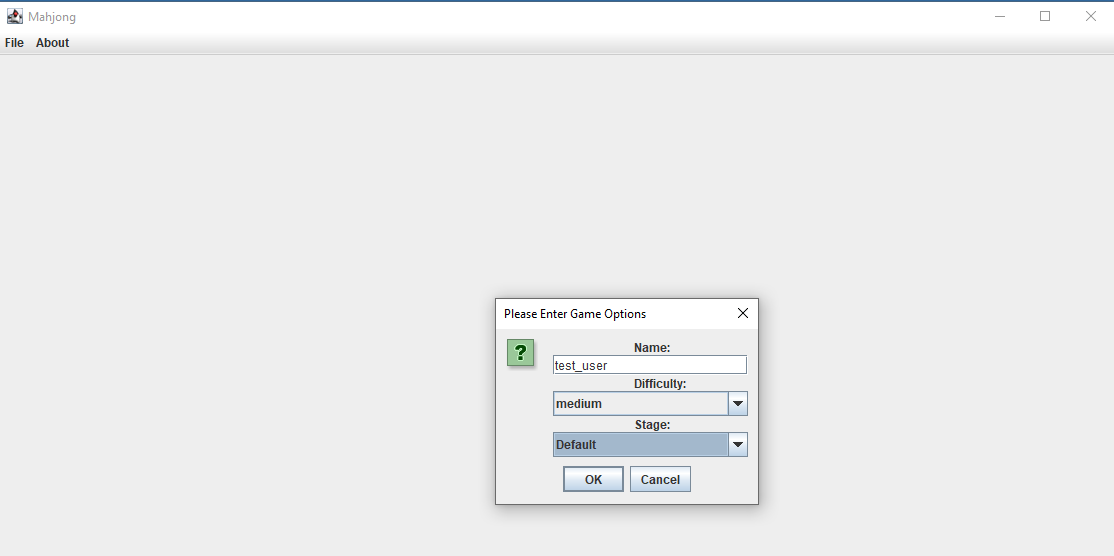 Mahjong
File About
Please Enter Game Options
?
Name:
test_user
Difficulty:
medium
Stage:
Default
OK Cancel